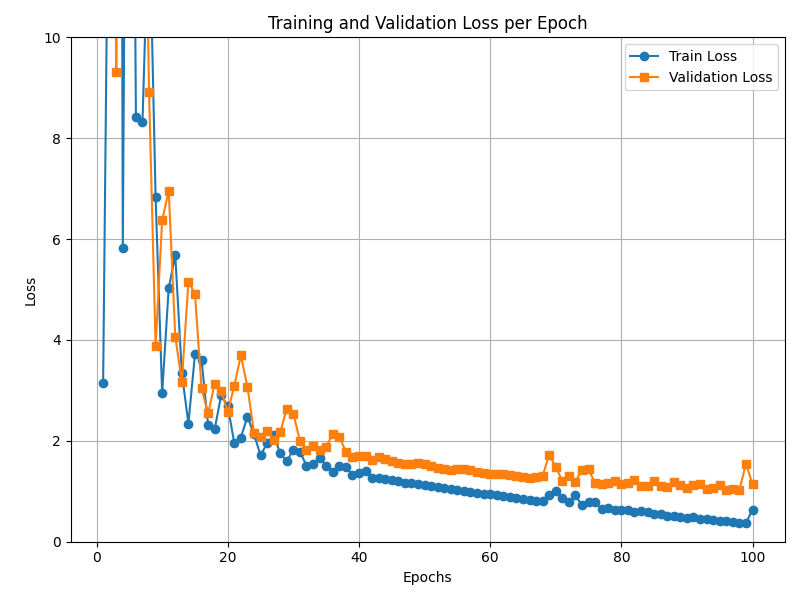 Training and Validation Loss per Epoch
Train Loss
Validation Loss
Loss
10
8
6
4
2
0
0 20 40 60 80 100
Epochs